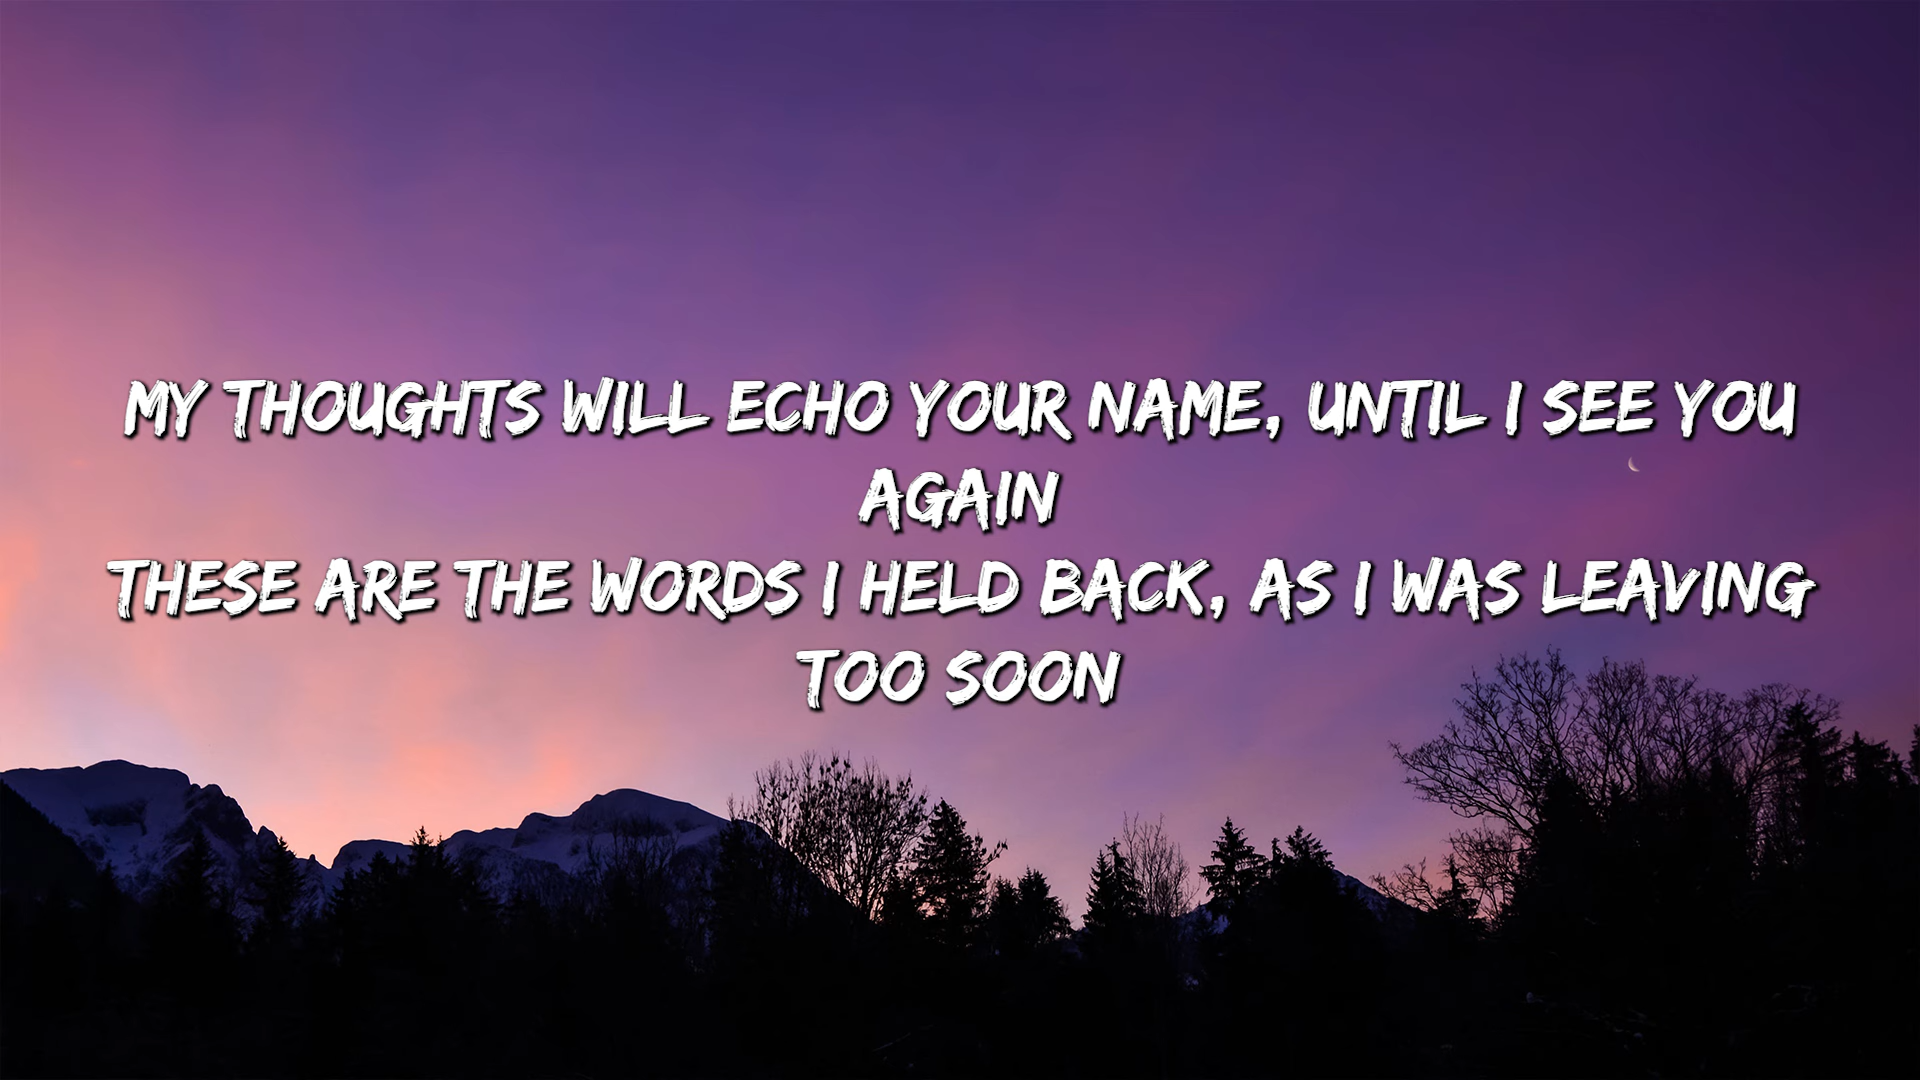 MY THOUGHTS WILL ECHO YOUR NAME, UNTIL I SEE YOU
AGAIN
THESE ARE THE WORDS I HELD BACK, AS I WAS LEAVING
TOO SOON